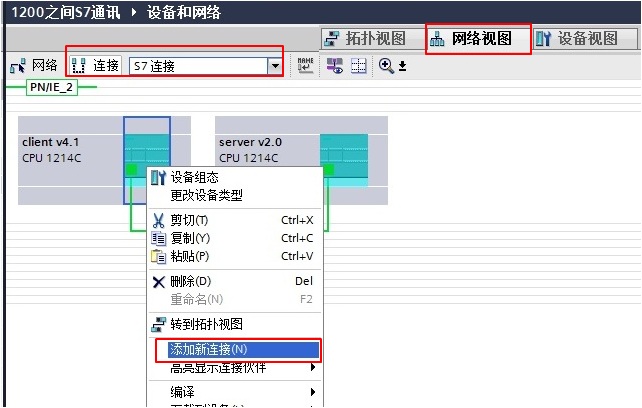 1200之间S7通讯 ▸ 设备和网络
拓扑视图 网络视图 设备视图
网络 连接 S7 连接
PN/IE_2
client v4.1
CPU 1214C
server v2.0
CPU 1214C
设备组态
更改设备类型
剪切(T) Ctrl+X
复制(Y) Ctrl+C
粘贴(P) Ctrl+V
删除(D) Del
重命名(N) F2
转到拓扑视图
添加新连接(N)
高亮显示连接伙伴
编译